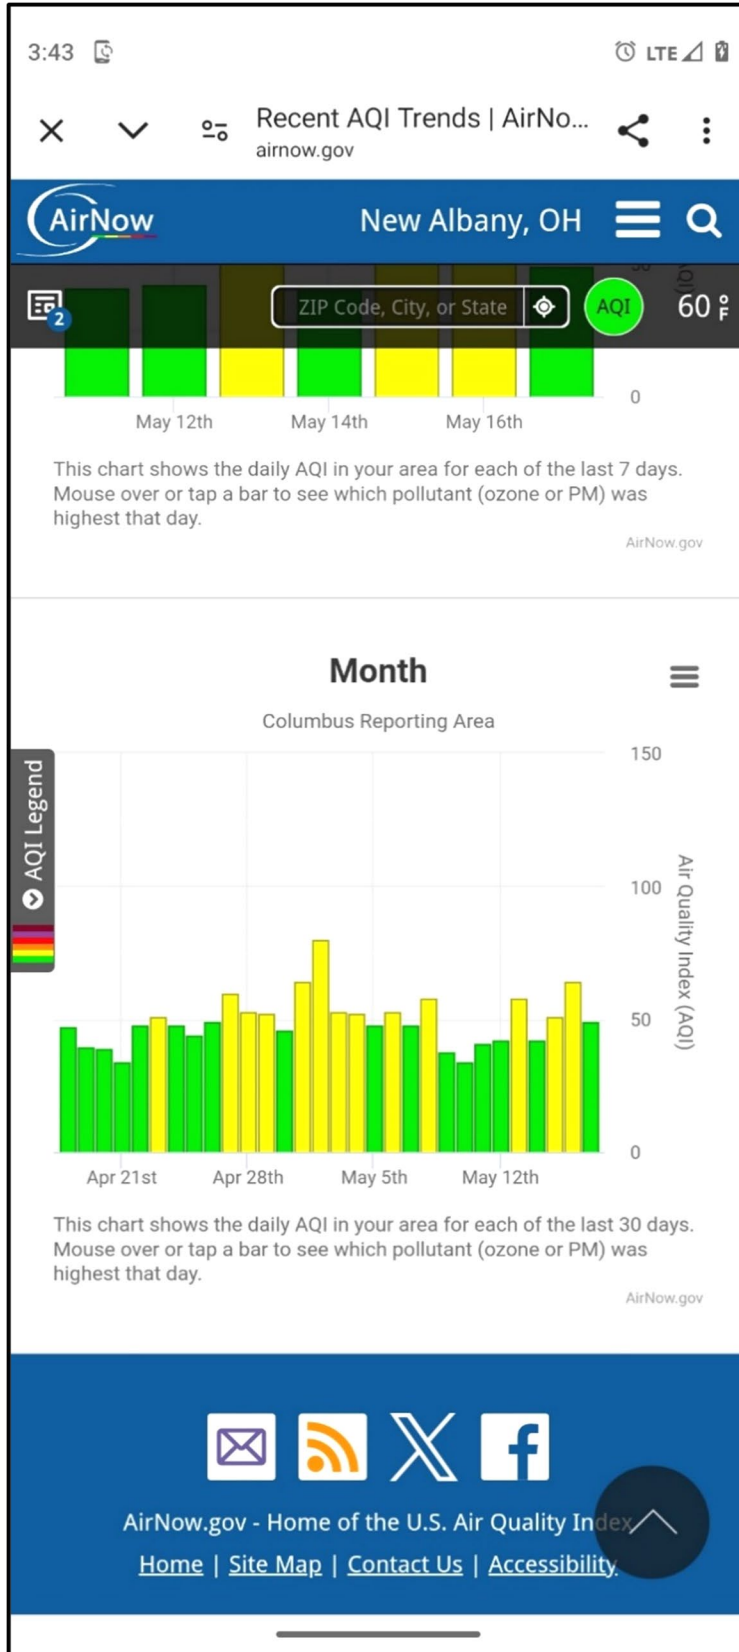 3:43
LTE
Recent AQI Trends | AirNo...
airnow.gov
AirNow
New Albany, OH
2
ZIP Code, City, or State
AQI
60 °F
0
May 12th
May 14th
May 16th
This chart shows the daily AQI in your area for each of the last 7 days.
Mouse over or tap a bar to see which pollutant (ozone or PM) was
highest that day.
AirNow.gov
Month
Columbus Reporting Area
AQI Legend
150
100
50
0
Air Quality Index (AQI)
Apr 21st
Apr 28th
May 5th
May 12th
This chart shows the daily AQI in your area for each of the last 30 days.
Mouse over or tap a bar to see which pollutant (ozone or PM) was
highest that day.
AirNow.gov
AirNow.gov - Home of the U.S. Air Quality Index
Home | Site Map | Contact Us | Accessibility